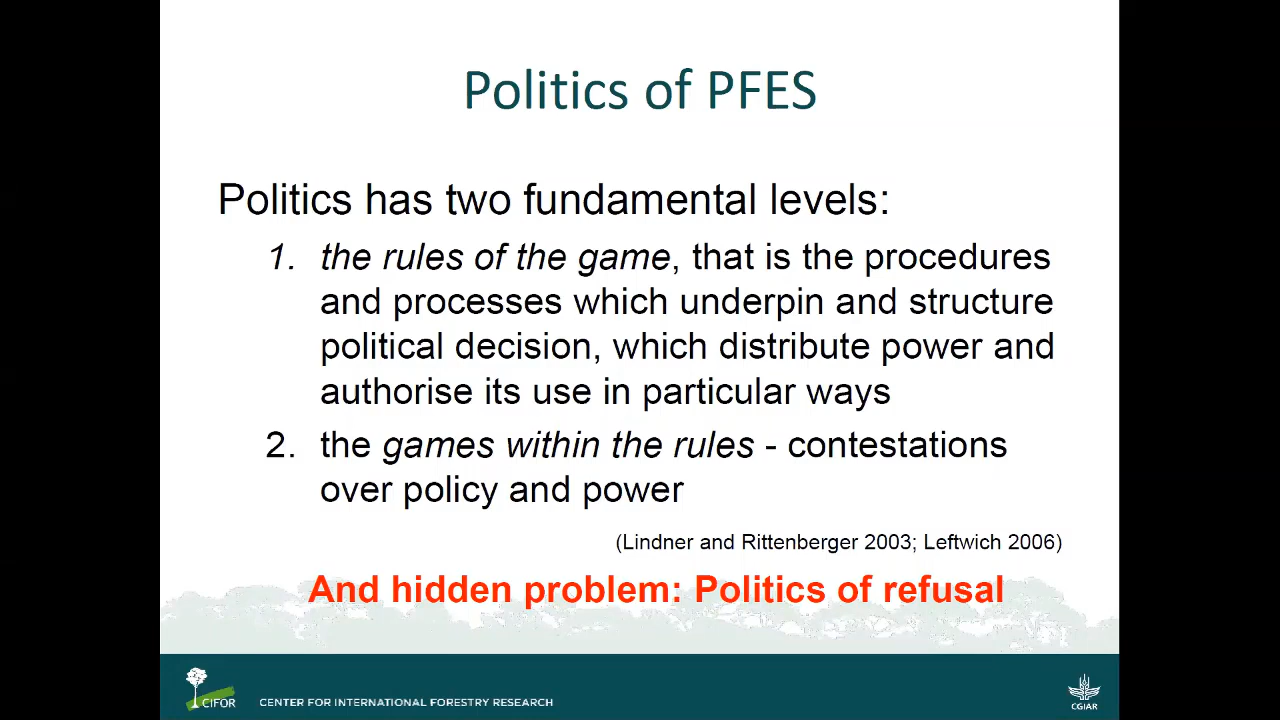 Politics of PFES
Politics has two fundamental levels:
1. the rules of the game, that is the procedures
and processes which underpin and structure
political decision, which distribute power and
authorise its use in particular ways
2. the games within the rules - contestations
over policy and power
(Lindner and Rittenberger 2003; Leftwich 2006)
And hidden problem: Politics of refusal
CIFOR
CENTER FOR INTERNATIONAL FORESTRY RESEARCH
CGIAR